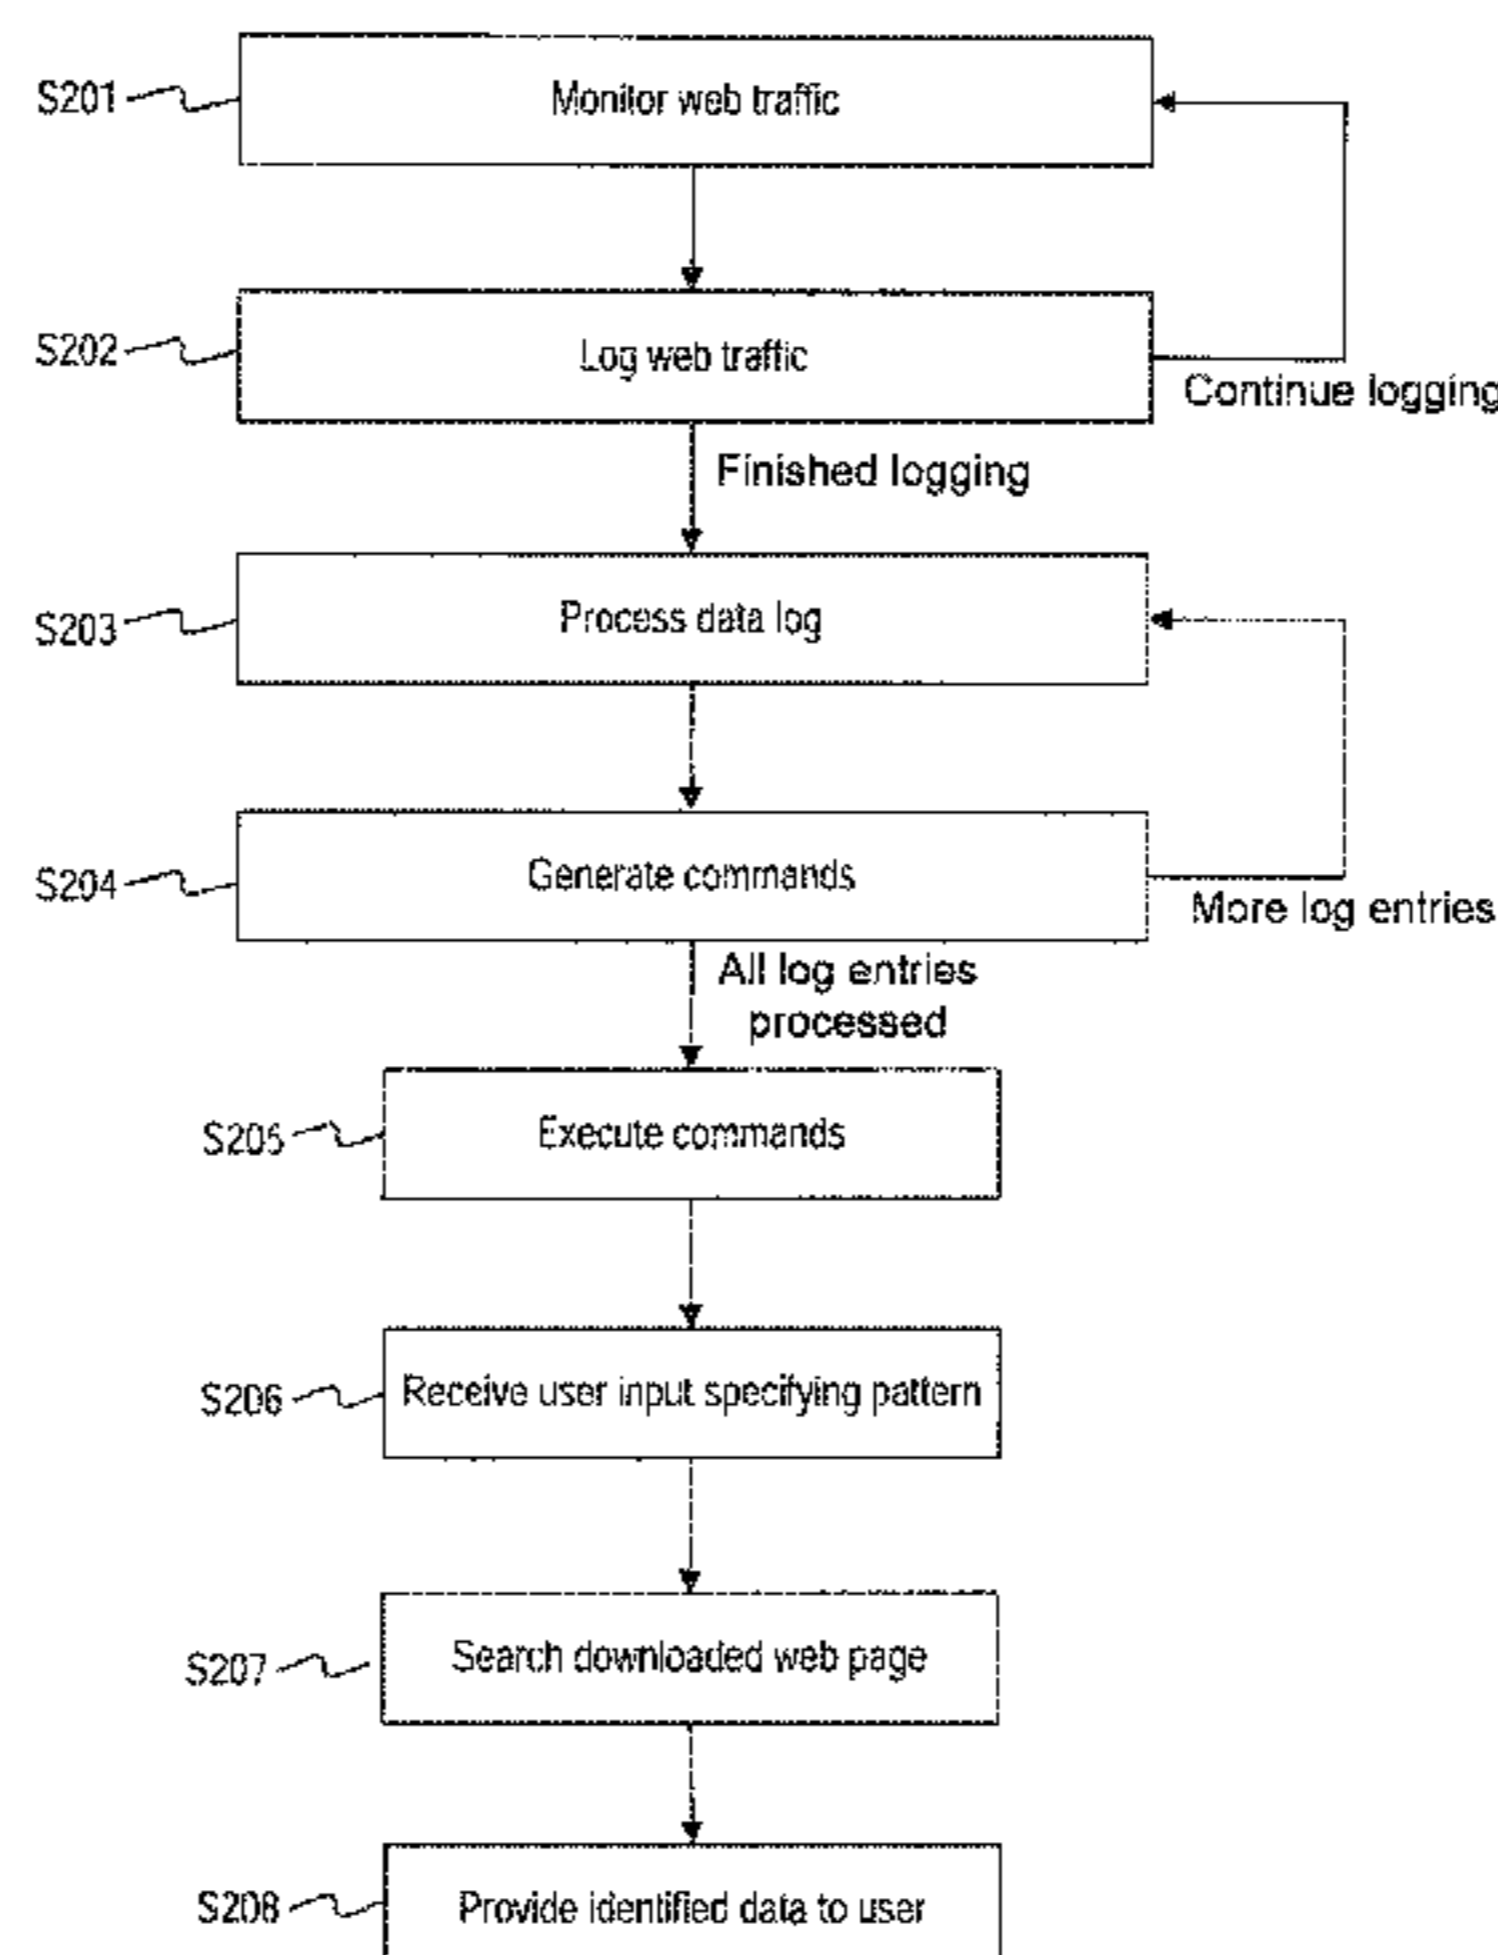 S201
Monitor web traffic
S202
Log web traffic
Continue logging
Finished logging
S203
Process data log
S204
Generate commands
More log entries
All log entries
processed
S205
Execute commands
S206
Receive user input specifying pattern
S207
Search downloaded web page
S208
Provide identified data to user